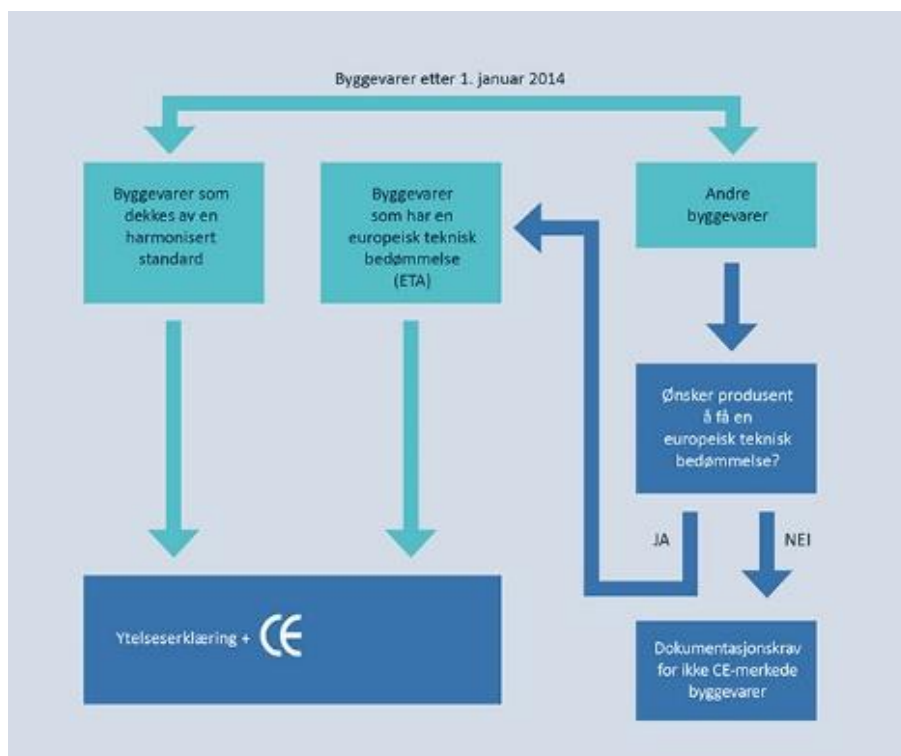 Byggevarer etter 1. januar 2014
Byggevarer som
dekkes av en
harmonisert
standard
Byggevarer
som har en
europeisk teknisk
bedømmelse
(ETA)
Andre
byggevarer
Ønsker produsent
å få en
europeisk teknisk
bedømmelse?
JA
NEI
Ytelseserklæring + CE
Dokumentasjonskrav
for ikke CE-merkede
byggevarer